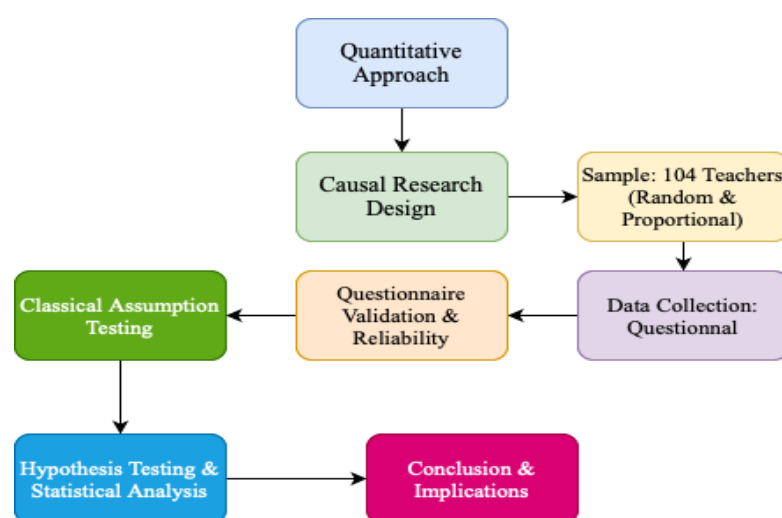 Quantitative
Approach
Causal Research
Design
Sample: 104 Teachers
(Random &
Proportional)
Data Collection:
Questionnal
Questionnaire
Validation &
Reliability
Classical Assumption
Testing
Hypothesis Testing &
Statistical Analysis
Conclusion &
Implications